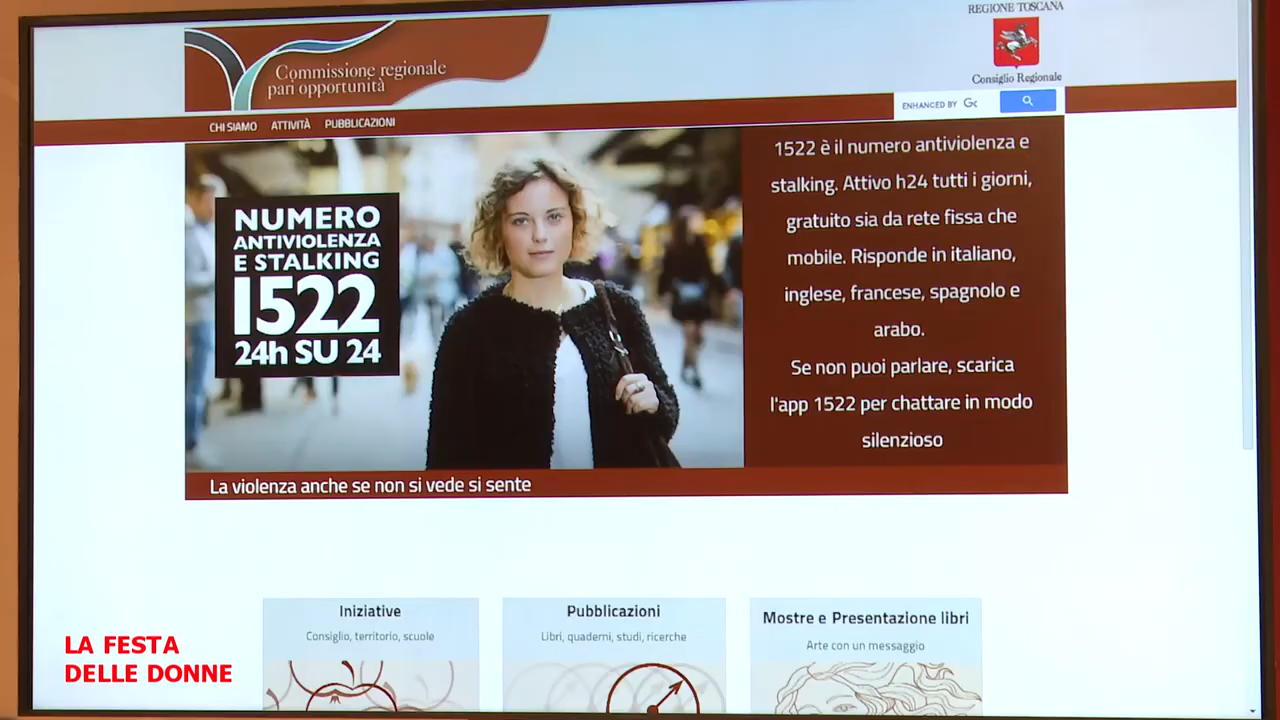 REGIONE TOSCANA
Consiglio Regionale
Commissione regionale
pari opportunità
ENHANCED BY
CHI SIAMO ATTIVITÀ PUBBLICAZIONI
NUMERO
ANTIVIOLENZA
E STALKING
1522
24h SU 24
1522 è il numero antiviolenza e
stalking. Attivo h24 tutti i giorni,
gratuito sia da rete fissa che
mobile. Risponde in italiano,
inglese, francese, spagnolo e
arabo.
Se non puoi parlare, scarica
l'app 1522 per chattare in modo
silenzioso
La violenza anche se non si vede si sente
Iniziative
Consiglio, territorio, scuole
Pubblicazioni
Libri, quaderni, studi, ricerche
Mostre e Presentazione libri
Arte con un messaggio
LA FESTA
DELLE DONNE